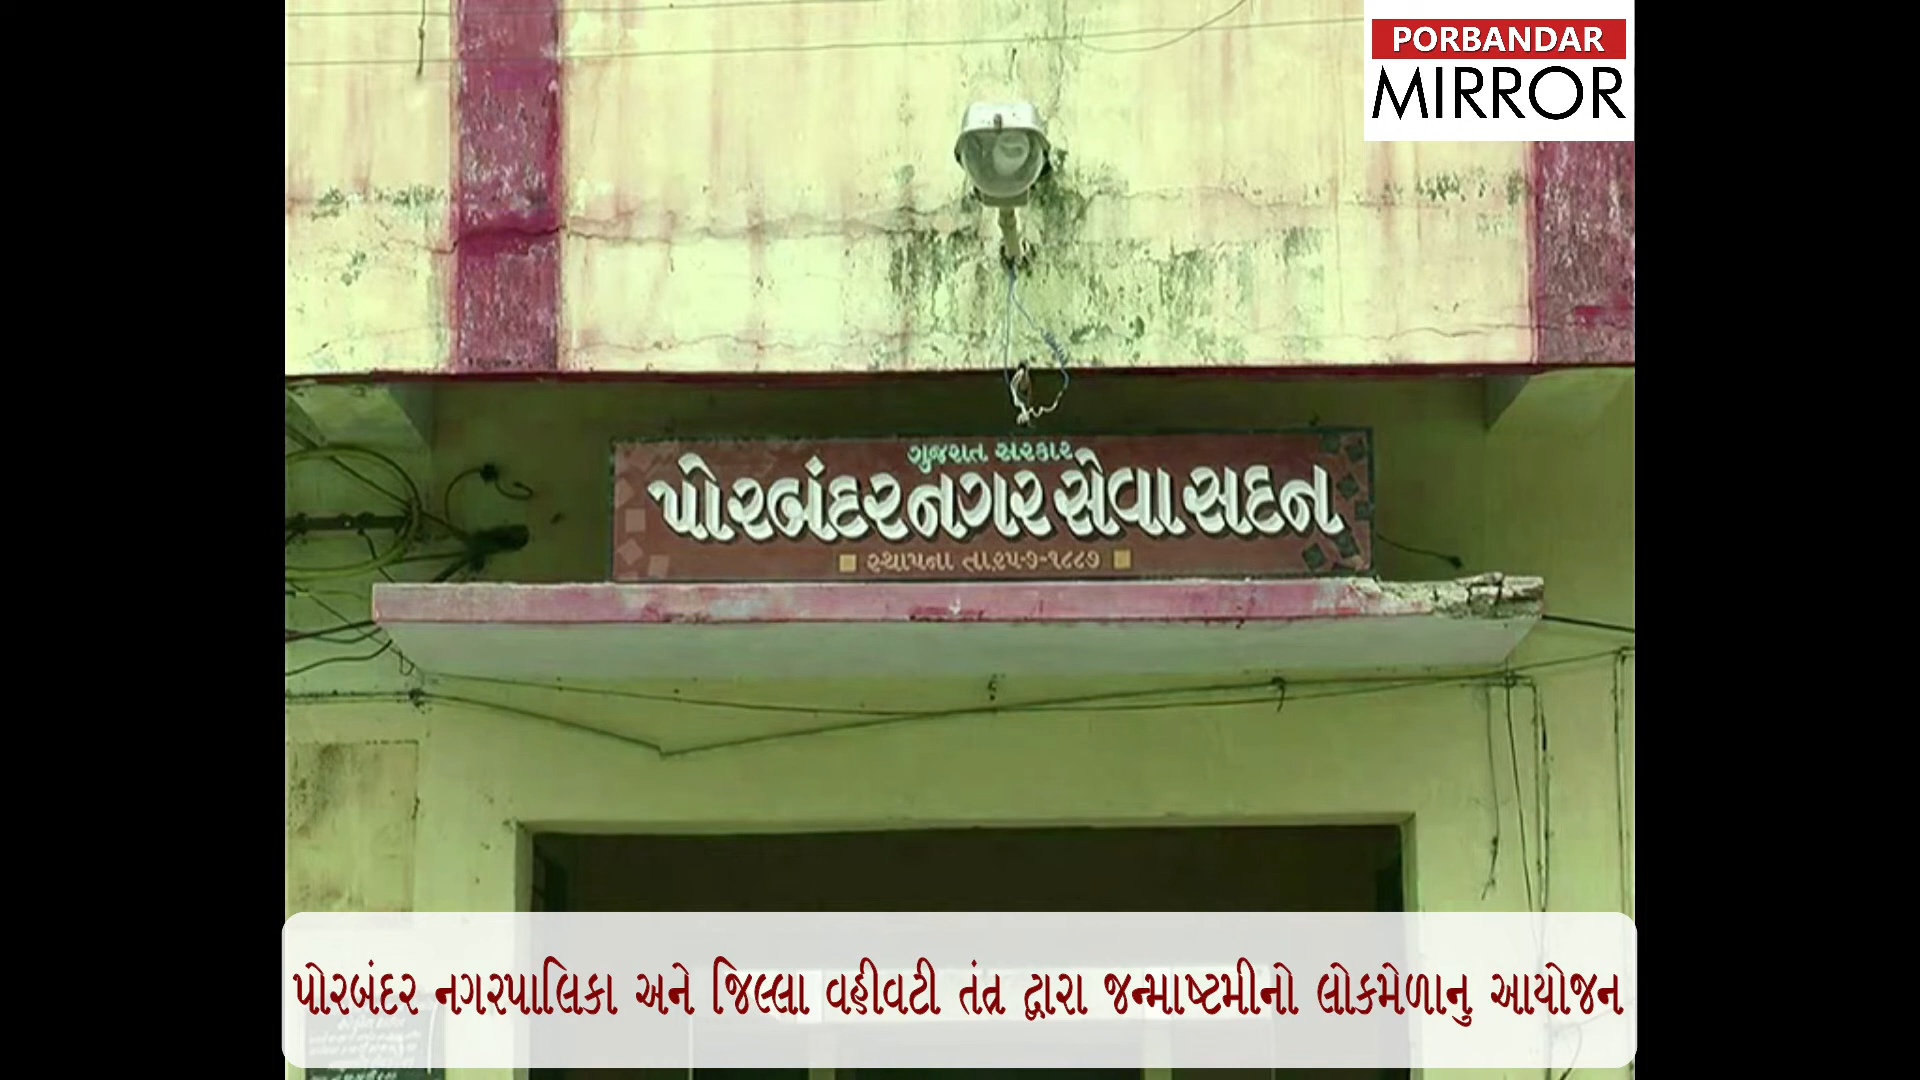 PORBANDAR
MIRROR
ગુજરાત સરકાર
પોરબંદર નગર સેવા સદન
સ્થાપના તા.૨૫-૭-૧૮૮૭
પોરબંદર નગરપાલિકા અને જિલ્લા વહીવટી તંત્ર દ્વારા જન્માષ્ટમીનો લોકમેળાનુ આયોજન